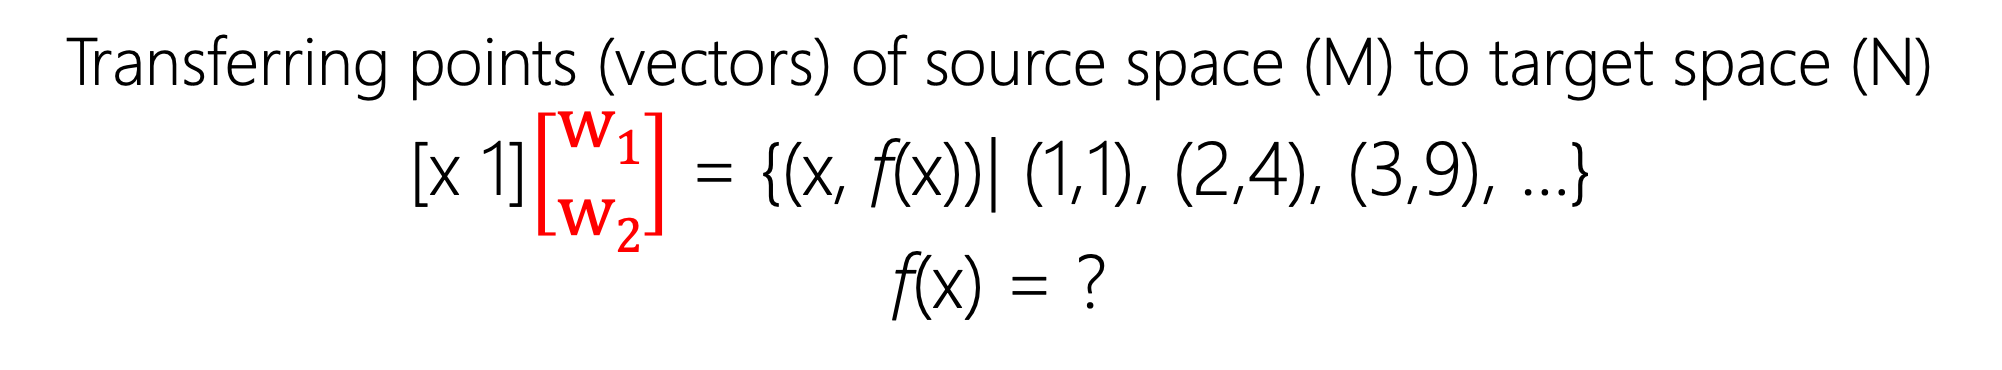 Transferring points (vectors) of source space (M) to target space (N)
[x 1][w₁ w₂] = {(x, f(x))| (1,1), (2,4), (3,9), ...}
f(x) = ?